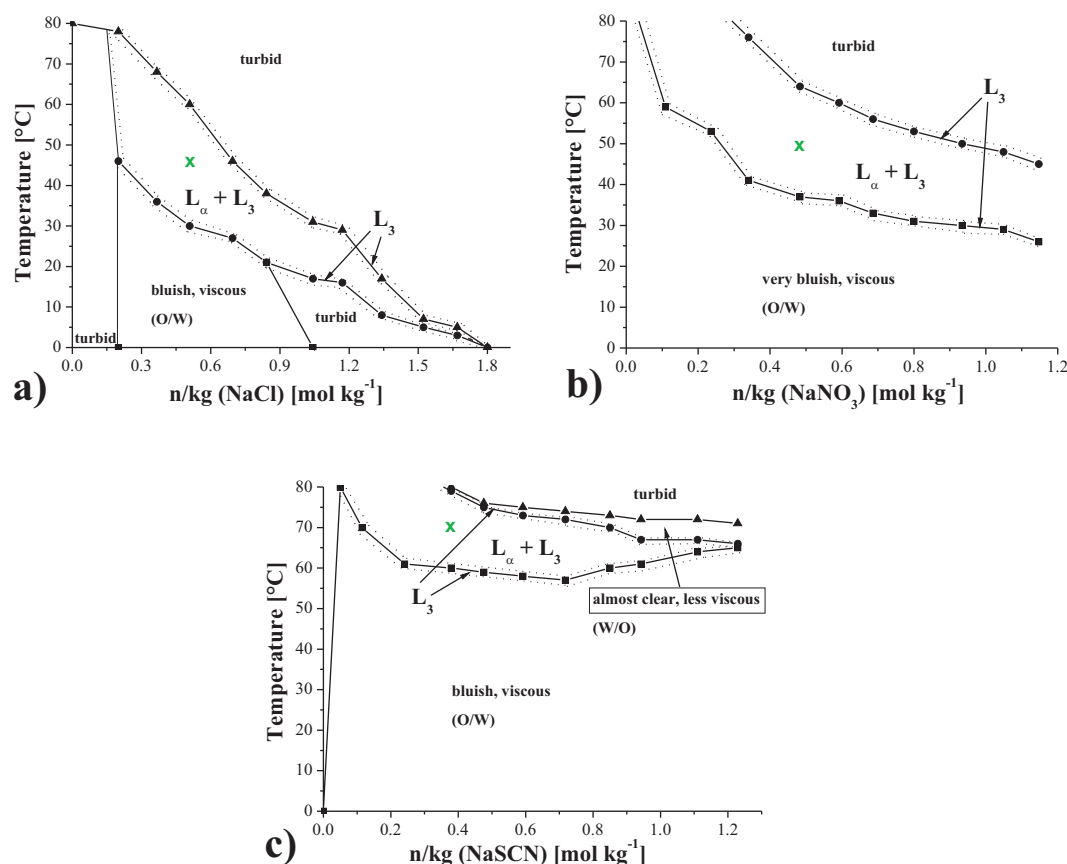 80
70
60
50
40
30
20
10
0
Temperature [°C]
turbid
x
Lα + L3
L3
bluish, viscous
(O/W)
turbid
turbid
0.0 0.3 0.6 0.9 1.2 1.5 1.8
n/kg (NaCl) [mol kg-1]
a)
80
70
60
50
40
30
20
10
0
Temperature [°C]
turbid
L3
x
Lα + L3
very bluish, viscous
(O/W)
0.0 0.2 0.4 0.6 0.8 1.0 1.2
n/kg (NaNO3) [mol kg-1]
b)
80
70
60
50
40
30
20
10
0
Temperature [°C]
turbid
x
Lα + L3
L3
almost clear, less viscous
(W/O)
bluish, viscous
(O/W)
0.0 0.2 0.4 0.6 0.8 1.0 1.2
n/kg (NaSCN) [mol kg-1]
c)